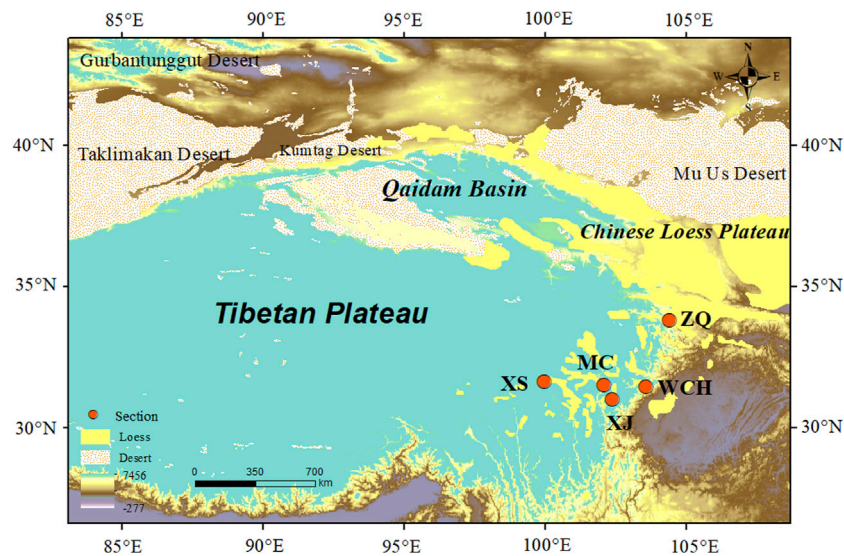 85°E 90°E 95°E 100°E 105°E
Gurbantunggut Desert
N
W E
S
40°N 40°N
Taklimakan Desert
Kumtag Desert
Mu Us Desert
Qaidam Basin
Chinese Loess Plateau
35°N 35°N
Tibetan Plateau
ZQ
MC
XS
WCH
XJ
30°N 30°N
Section
Loess
Desert
7456
-277
0 350 700
km
85°E 90°E 95°E 100°E 105°E